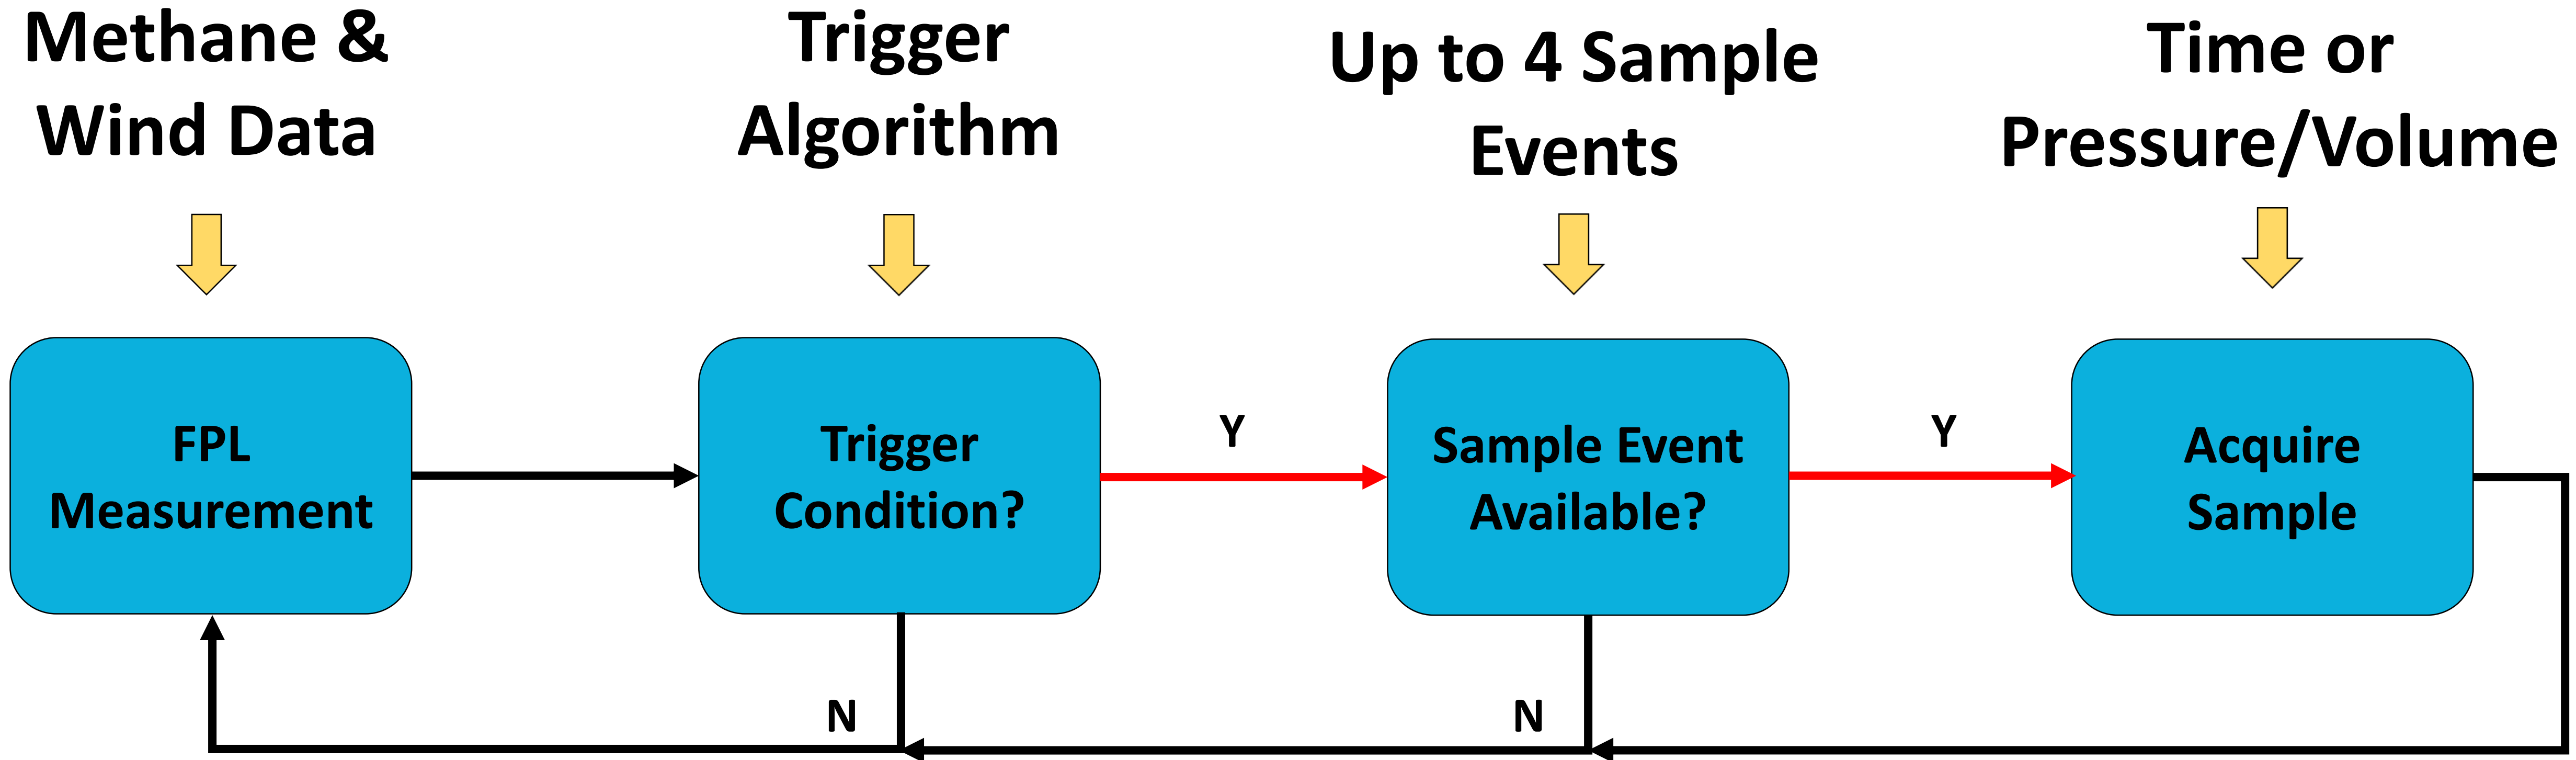 Methane &
Wind Data
Trigger
Algorithm
Up to 4 Sample
Events
Time or
Pressure/Volume
FPL
Measurement
Trigger
Condition?
Y
Sample Event
Available?
Y
Acquire
Sample
N
N